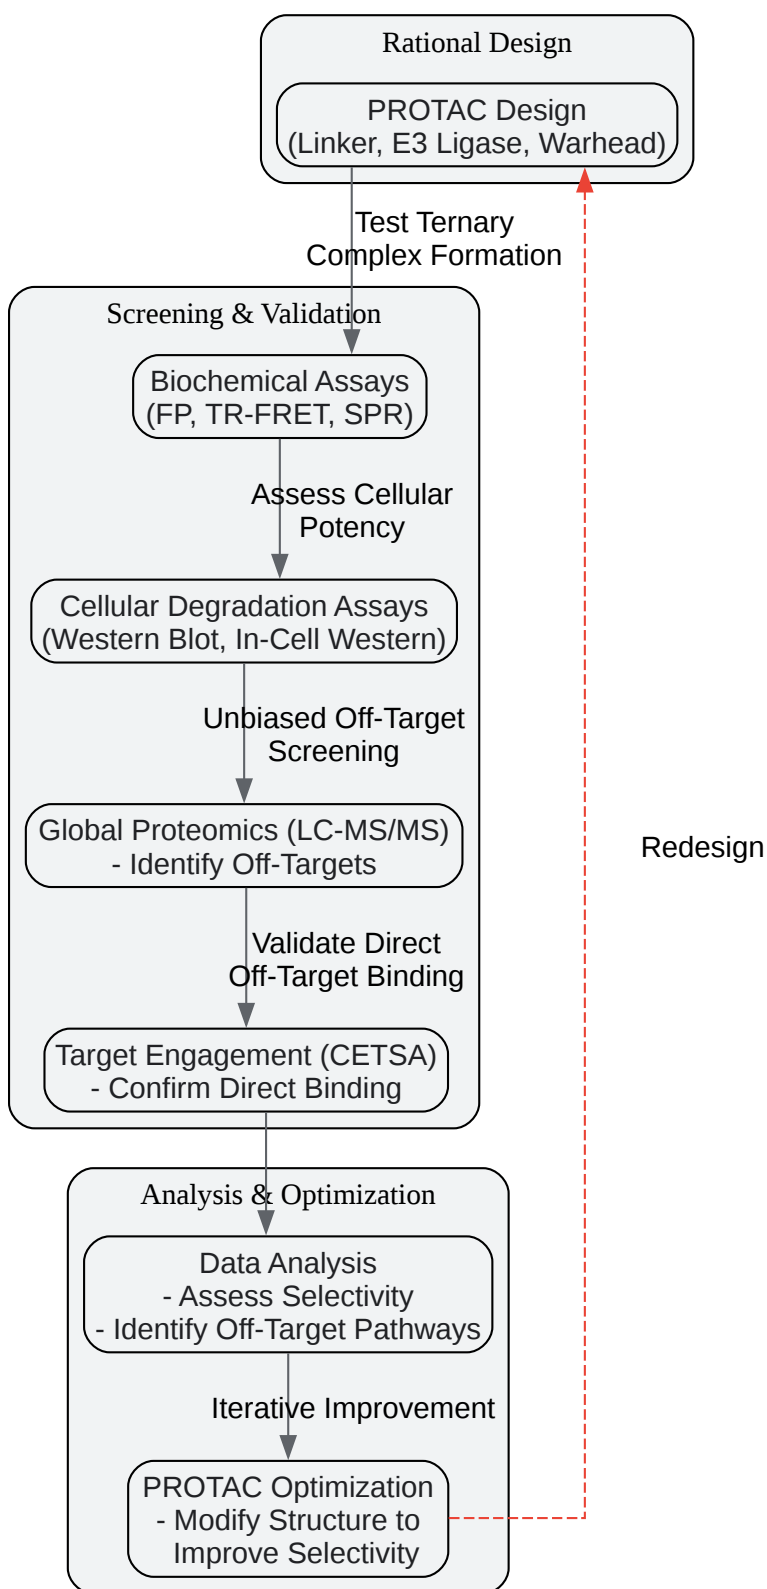 Rational Design
PROTAC Design
(Linker, E3 Ligase, Warhead)
Test Ternary
Complex Formation
Screening & Validation
Biochemical Assays
(FP, TR-FRET, SPR)
Assess Cellular
Potency
Cellular Degradation Assays
(Western Blot, In-Cell Western)
Unbiased Off-Target
Screening
Global Proteomics (LC-MS/MS)
- Identify Off-Targets
Redesign
Validate Direct
Off-Target Binding
Target Engagement (CETSA)
- Confirm Direct Binding
Analysis & Optimization
Data Analysis
- Assess Selectivity
- Identify Off-Target Pathways
Iterative Improvement
PROTAC Optimization
- Modify Structure to
Improve Selectivity